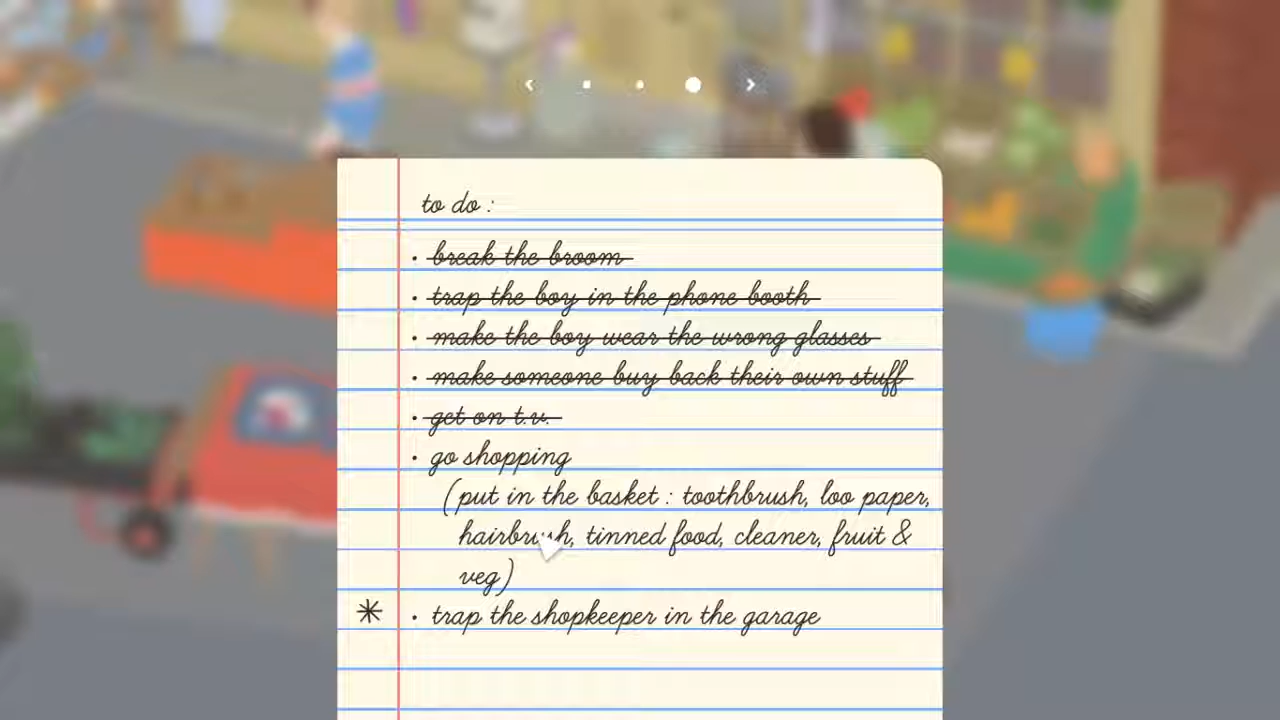 to do :
• break the broom
• trap the boy in the phone booth
• make the boy wear the wrong glasses
• make someone buy back their own stuff
• get on t.v.
• go shopping
(put in the basket : toothbrush, loo paper,
hairbrush, tinned food, cleaner, fruit &
veg)
* • trap the shopkeeper in the garage